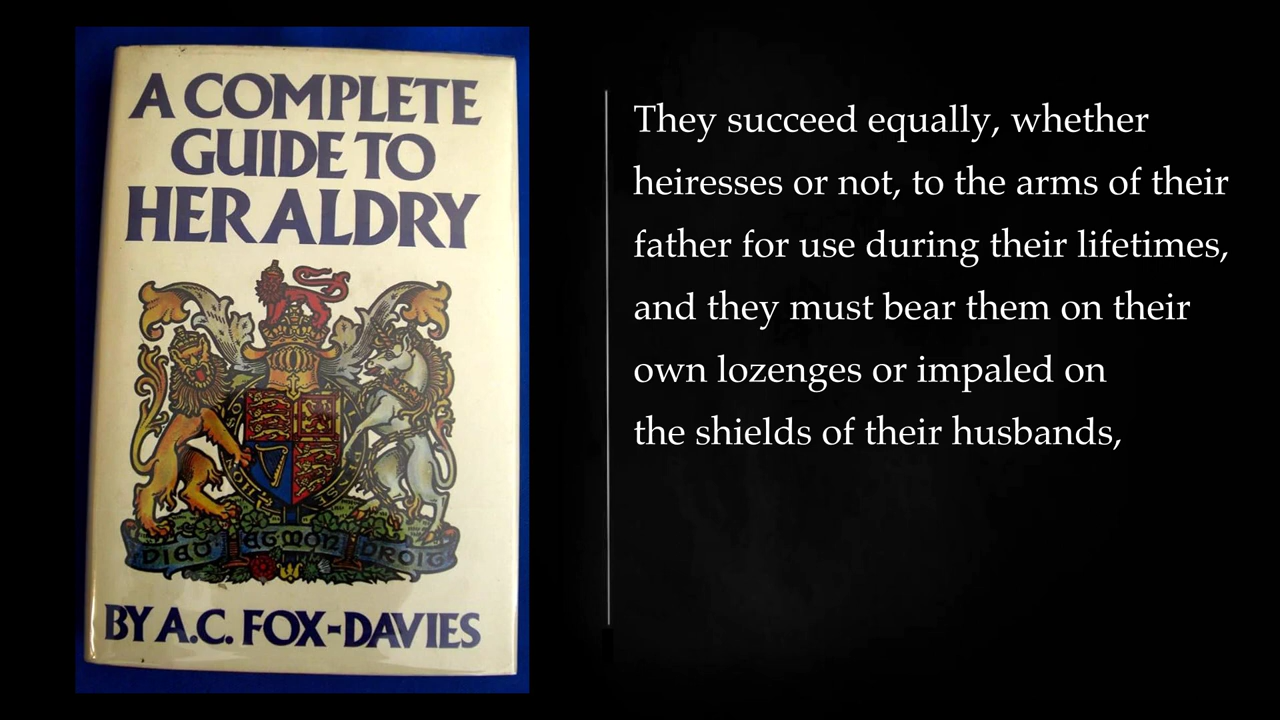 A COMPLETE
GUIDE TO
HERALDRY
DIEU ET MON DROIT
BY A.C. FOX-DAVIES
They succeed equally, whether
heiresses or not, to the arms of their
father for use during their lifetimes,
and they must bear them on their
own lozenges or impaled on
the shields of their husbands,